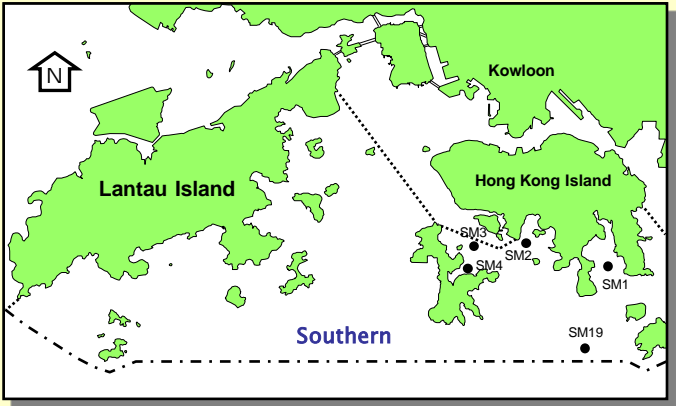 N
Kowloon
Lantau Island
Hong Kong Island
SM3
SM2
SM4
SM1
Southern
SM19